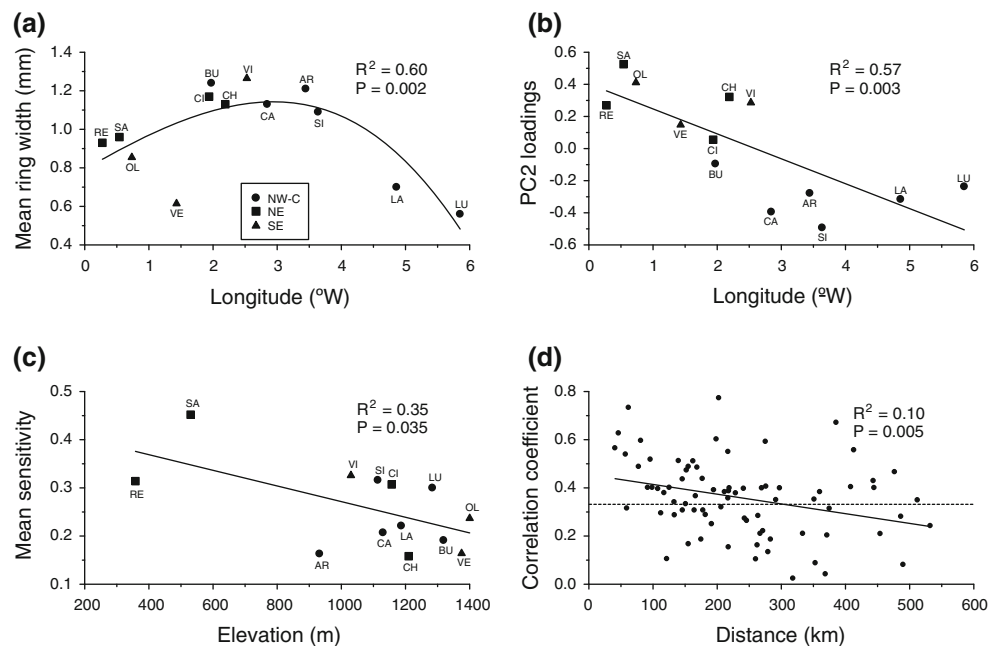 (a)
Mean ring width (mm)
1.4
1.2
1.0
0.8
0.6
0.4
R² = 0.60
P = 0.002
RE
SA
OL
VE
BU
CI
CH
VI
CA
AR
SI
LA
LU
NW-C
NE
SE
0
1
2
3
4
5
6
Longitude (ºW)
(b)
PC2 loadings
0.6
0.4
0.2
0.0
-0.2
-0.4
-0.6
R² = 0.57
P = 0.003
SA
OL
RE
VE
CH
VI
CI
BU
CA
AR
SI
LA
LU
0
1
2
3
4
5
6
Longitude (ºW)
(c)
Mean sensitivity
0.5
0.4
0.3
0.2
0.1
R² = 0.35
P = 0.035
SA
RE
VI
SI
CI
LU
OL
CA
LA
BU
AR
CH
VE
200
400
600
800
1000
1200
1400
Elevation (m)
(d)
Correlation coefficient
0.8
0.6
0.4
0.2
0.0
R² = 0.10
P = 0.005
0
100
200
300
400
500
600
Distance (km)